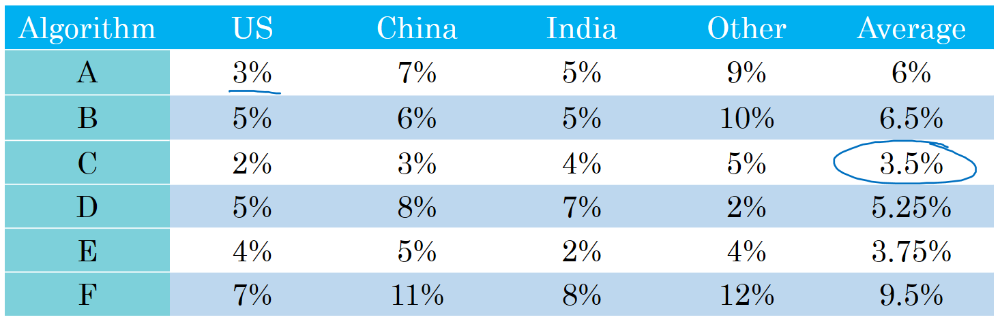 Algorithm US China India Other Average
A 3% 7% 5% 9% 6%
B 5% 6% 5% 10% 6.5%
C 2% 3% 4% 5% 3.5%
D 5% 8% 7% 2% 5.25%
E 4% 5% 2% 4% 3.75%
F 7% 11% 8% 12% 9.5%